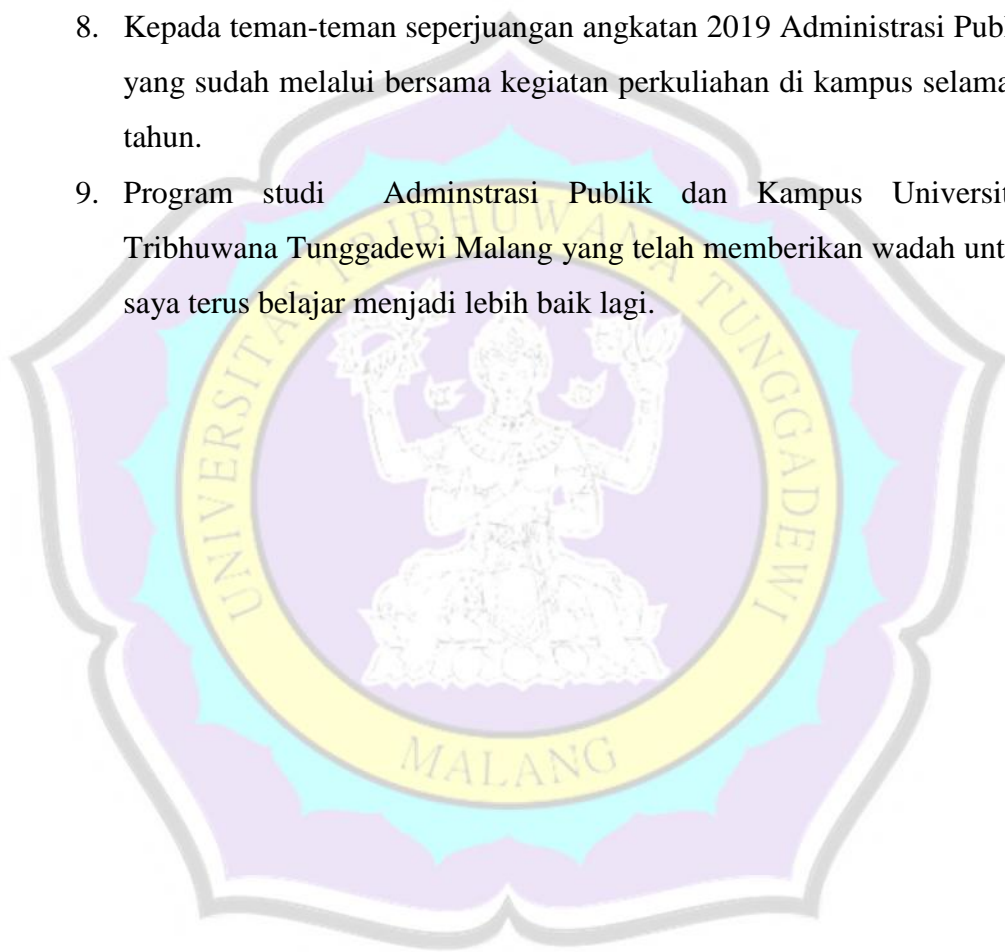 8. Kepada teman-teman seperjuangan angkatan 2019 Administrasi Publ
yang sudah melalui bersama kegiatan perkuliahan di kampus selama
tahun.
9. Program studi Adminstrasi Publik dan Kampus Universit
Tribhuwana Tunggadewi Malang yang telah memberikan wadah unt
saya terus belajar menjadi lebih baik lagi.
UNIVERSITAS TRIBHUWANA TUNGGADEWI
MALANG